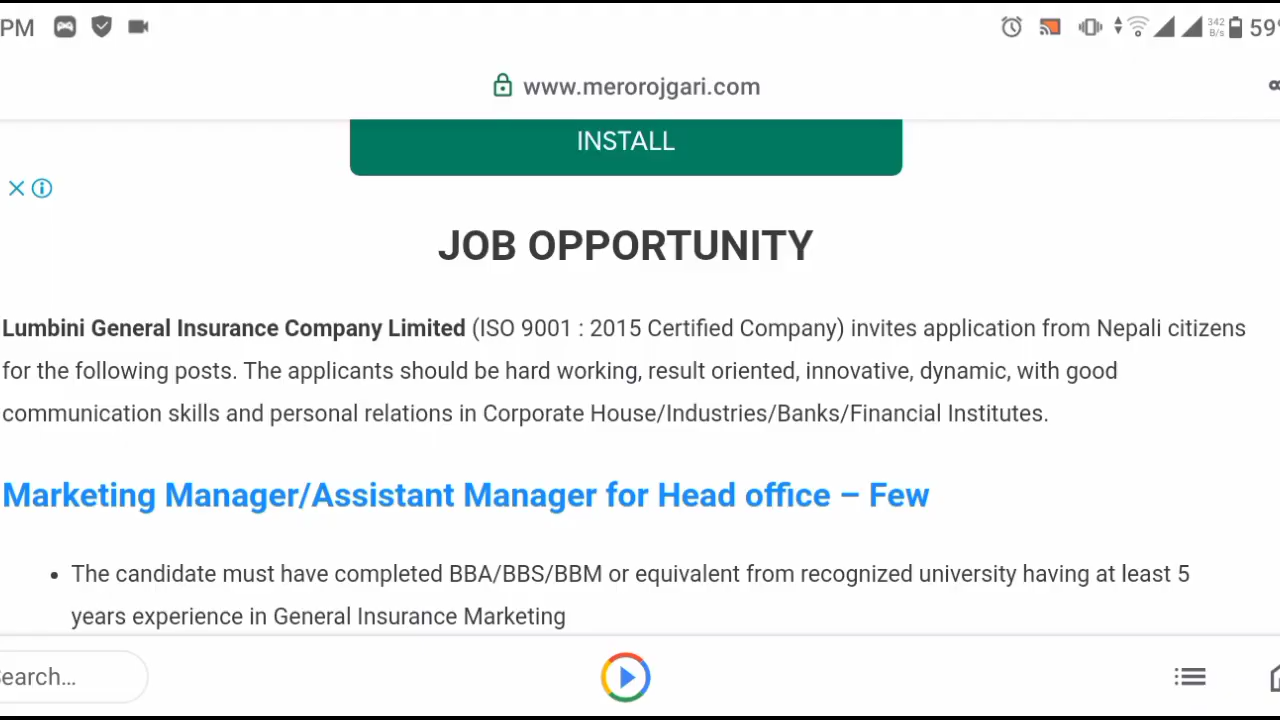 PM
342
B/s
59%
www.merorojgari.com
INSTALL
JOB OPPORTUNITY
Lumbini General Insurance Company Limited (ISO 9001 : 2015 Certified Company) invites application from Nepali citizens
for the following posts. The applicants should be hard working, result oriented, innovative, dynamic, with good
communication skills and personal relations in Corporate House/Industries/Banks/Financial Institutes.
Marketing Manager/Assistant Manager for Head office – Few
• The candidate must have completed BBA/BBS/BBM or equivalent from recognized university having at least 5
years experience in General Insurance Marketing
earch...